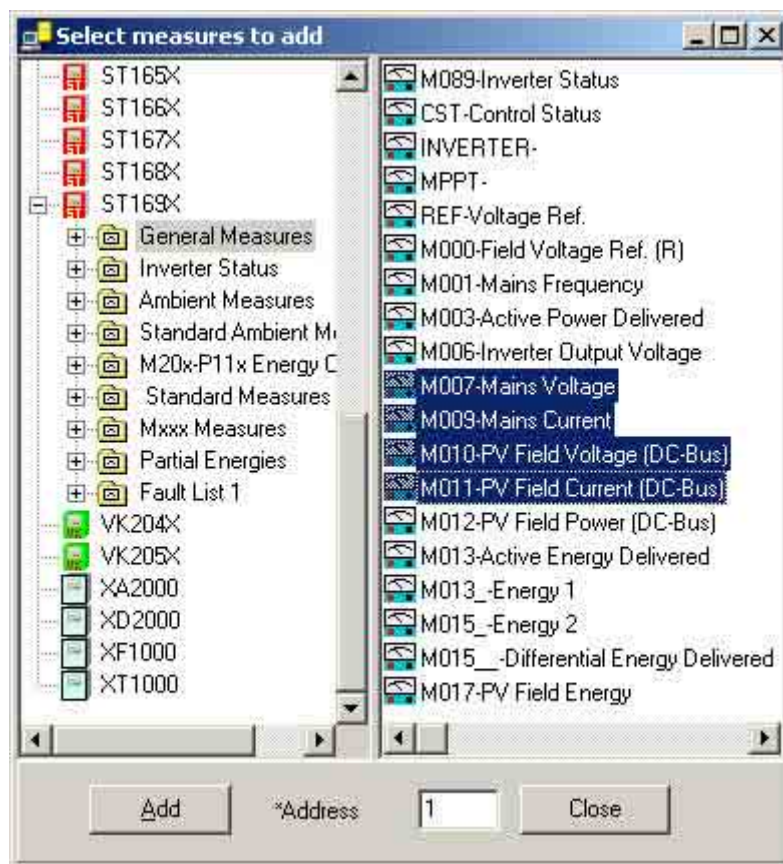 Select measures to add
ST165X
ST166X
ST167X
ST168X
ST169X
General Measures
Inverter Status
Ambient Measures
Standard Ambient M
M20x-P11x Energy C
Standard Measures
Mxxx Measures
Partial Energies
Fault List 1
VK204X
VK205X
XA2000
XD2000
XF1000
XT1000
M089-Inverter Status
CST-Control Status
INVERTER-
MPPT-
REF-Voltage Ref.
M000-Field Voltage Ref. (R)
M001-Mains Frequency
M003-Active Power Delivered
M006-Inverter Output Voltage
M007-Mains Voltage
M009-Mains Current
M010-PV Field Voltage (DC-Bus)
M011-PV Field Current (DC-Bus)
M012-PV Field Power (DC-Bus)
M013-Active Energy Delivered
M013_-Energy 1
M015_-Energy 2
M015__-Differential Energy Delivered
M017-PV Field Energy
Add *Address 1 Close